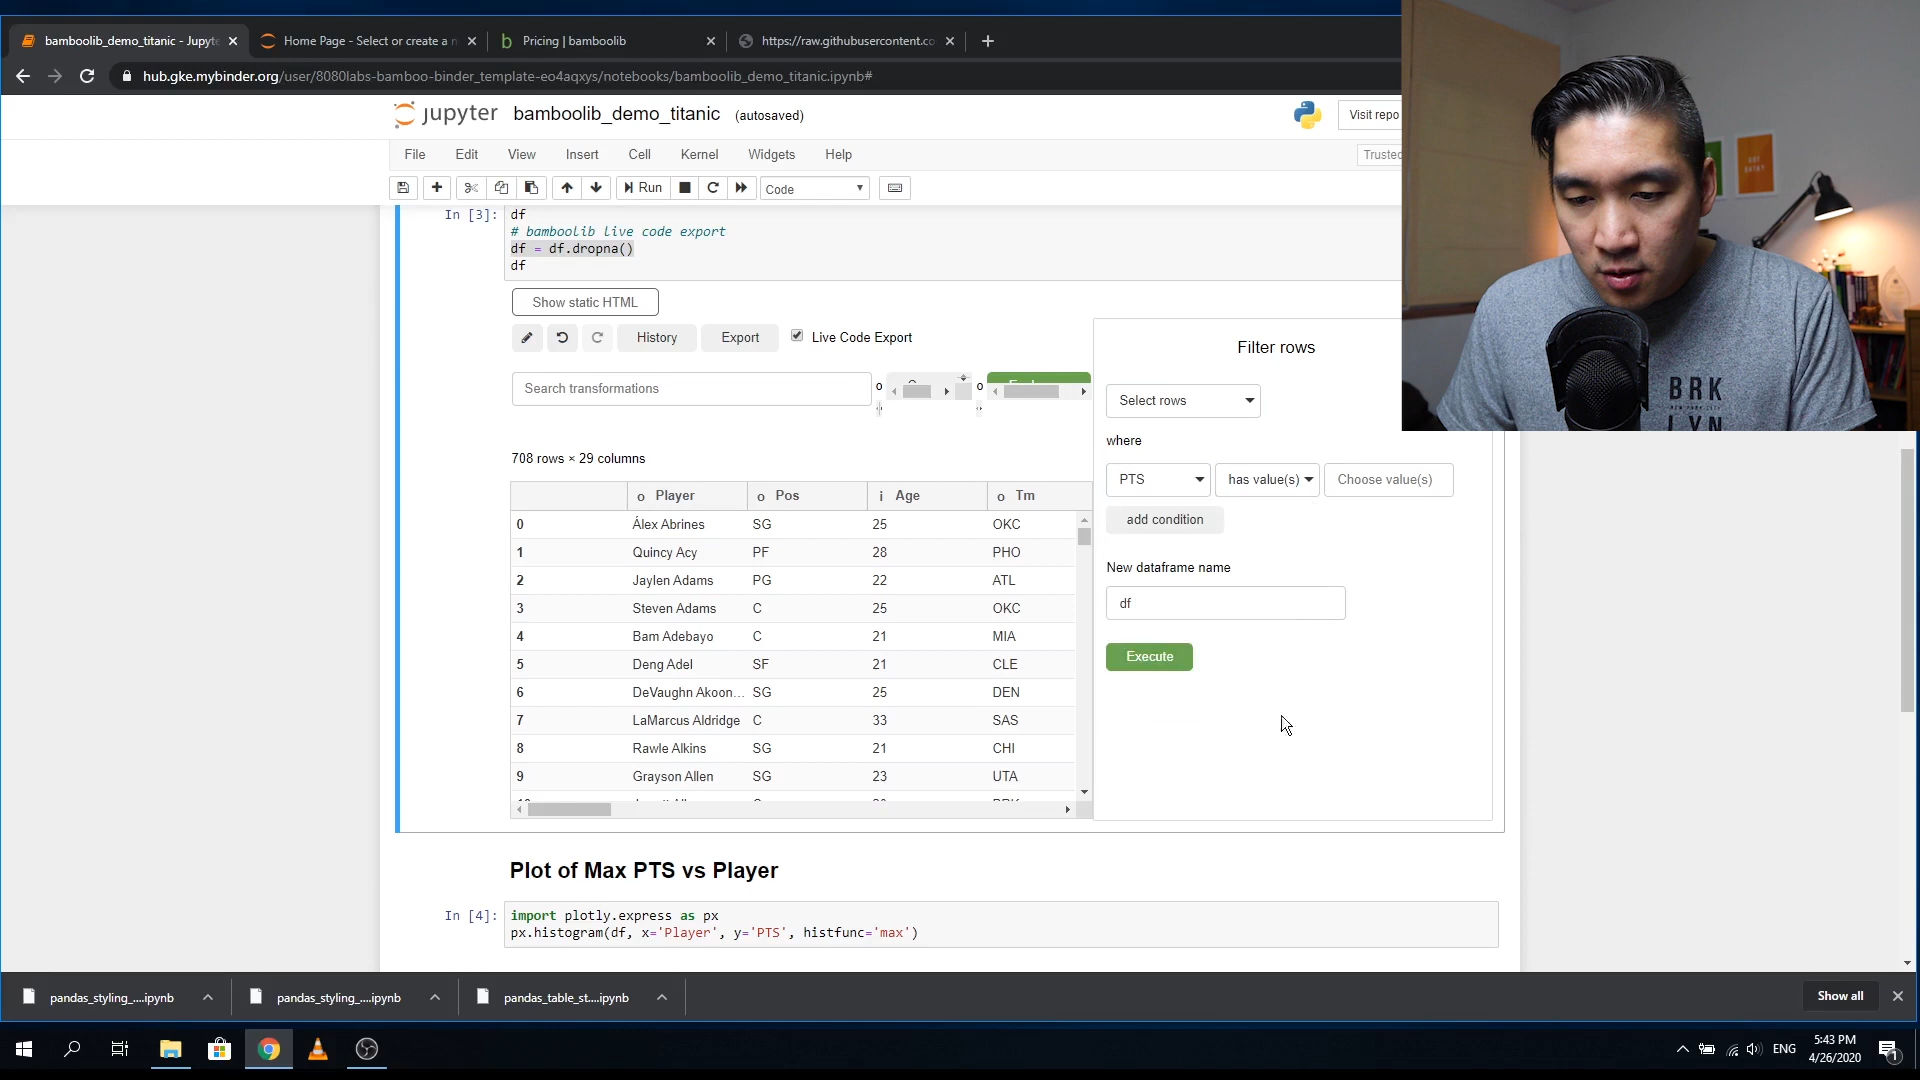 bamboolib_demo_titanic - Jupyte
Home Page - Select or create a n
Pricing | bamboolib
https://raw.githubusercontent.co
hub.gke.mybinder.org/user/8080labs-bamboo-binder_template-eo4aqxys/notebooks/bamboolib_demo_titanic.ipynb#
jupyter bamboolib_demo_titanic (autosaved)
Visit repo
File Edit View Insert Cell Kernel Widgets Help
Trusted
Run
Code
In [3]:
df
# bamboolib live code export
df = df.dropna()
df
Show static HTML
History
Export
Live Code Export
Search transformations
708 rows × 29 columns
o Player o Pos i Age o Tm
0 Álex Abrines SG 25 OKC
1 Quincy Acy PF 28 PHO
2 Jaylen Adams PG 22 ATL
3 Steven Adams C 25 OKC
4 Bam Adebayo C 21 MIA
5 Deng Adel SF 21 CLE
6 DeVaughn Akoon... SG 25 DEN
7 LaMarcus Aldridge C 33 SAS
8 Rawle Alkins SG 21 CHI
9 Grayson Allen SG 23 UTA
Filter rows
Select rows
where
PTS
has value(s)
Choose value(s)
add condition
New dataframe name
df
Execute
Plot of Max PTS vs Player
In [4]:
import plotly.express as px
px.histogram(df, x='Player', y='PTS', histfunc='max')
BRK
LYN
pandas_styling_....ipynb
pandas_styling_....ipynb
pandas_table_st....ipynb
Show all
ENG
5:43 PM
4/26/2020
1